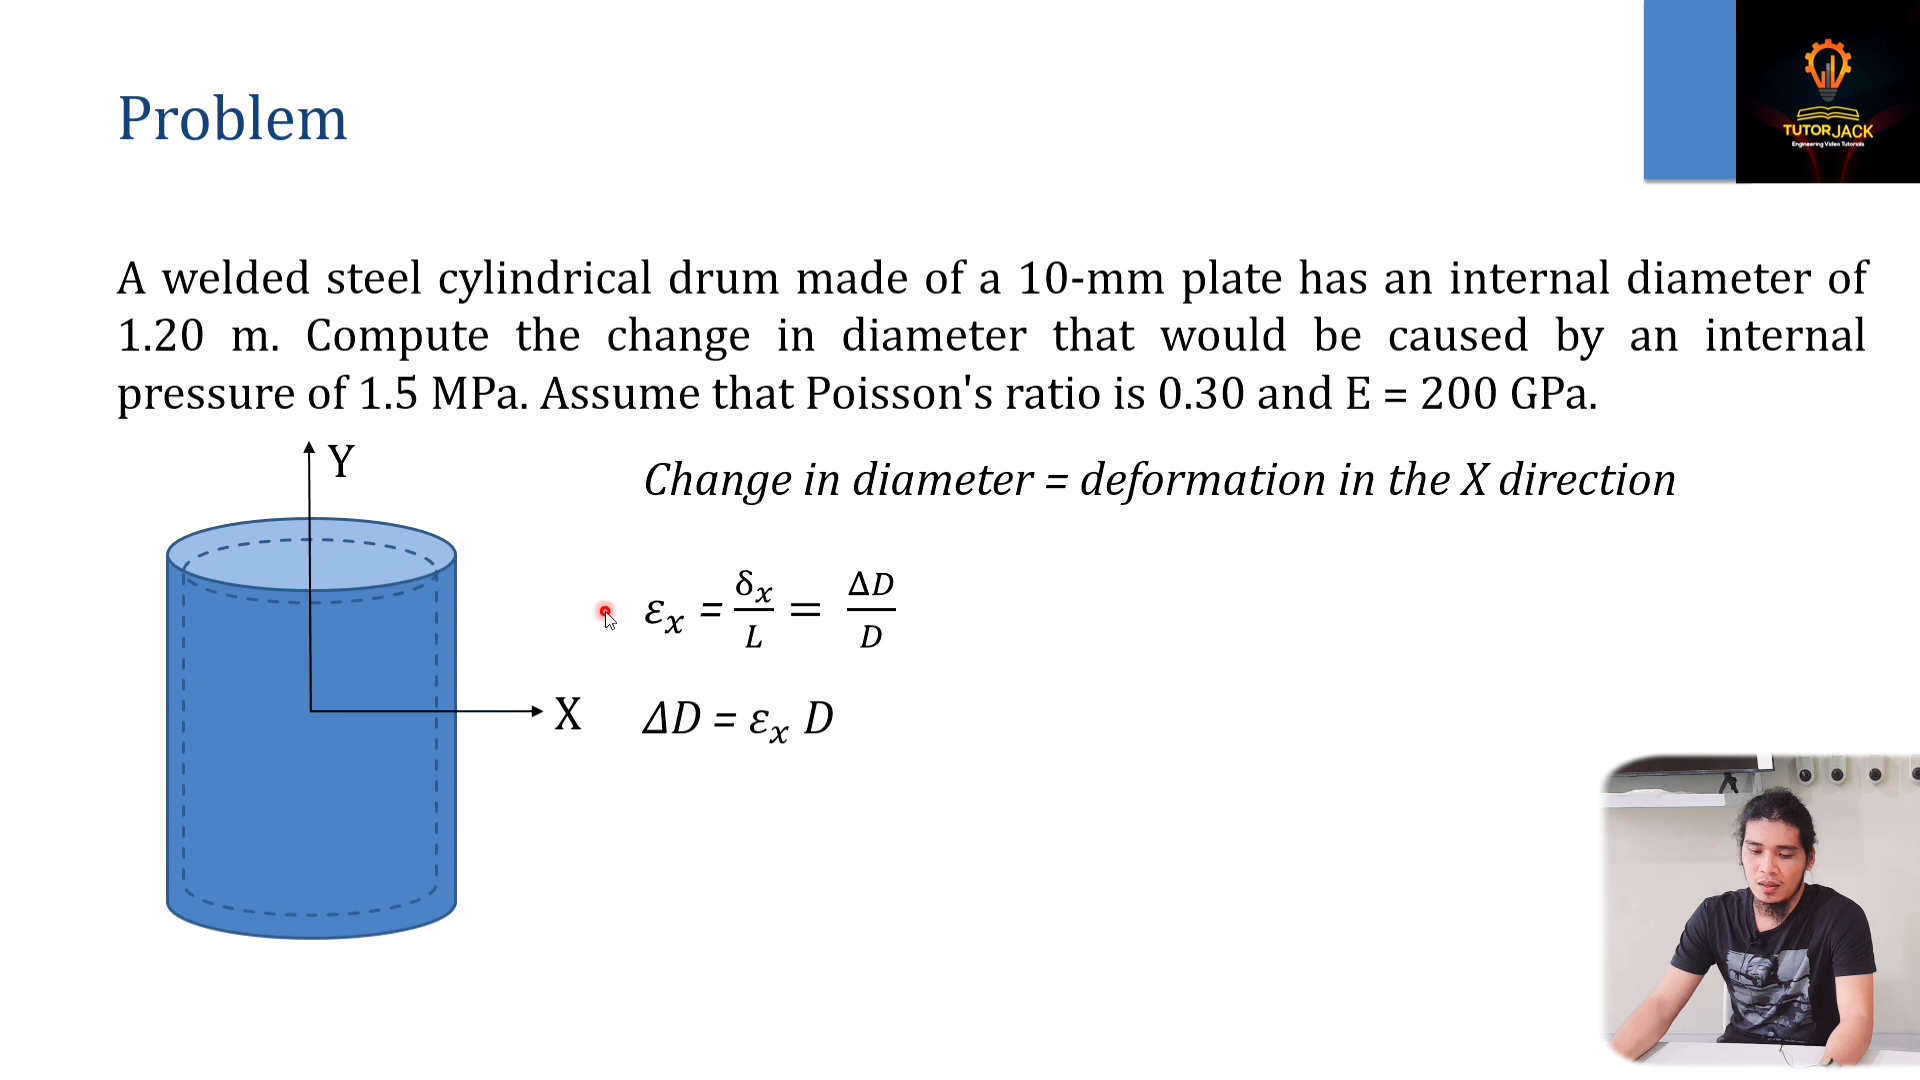 Problem
TUTORJACK
Engineering Video Tutorials
A welded steel cylindrical drum made of a 10-mm plate has an internal diameter of
1.20 m. Compute the change in diameter that would be caused by an internal
pressure of 1.5 MPa. Assume that Poisson's ratio is 0.30 and E = 200 GPa.
Y
Change in diameter = deformation in the X direction
εₓ = δₓ/L = ΔD/D
X
ΔD = εₓ D